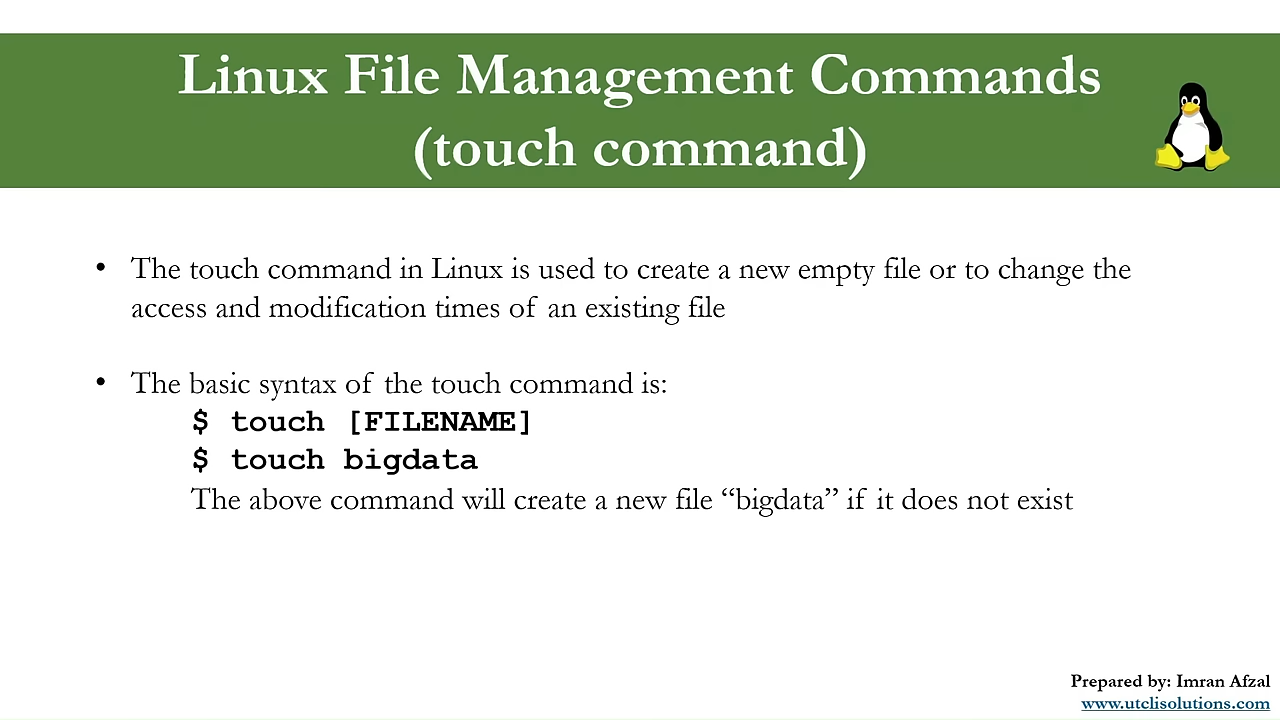 Linux File Management Commands
(touch command)
• The touch command in Linux is used to create a new empty file or to change the
access and modification times of an existing file
• The basic syntax of the touch command is:
$ touch [FILENAME]
$ touch bigdata
The above command will create a new file “bigdata” if it does not exist
Prepared by: Imran Afzal
www.utclisolutions.com